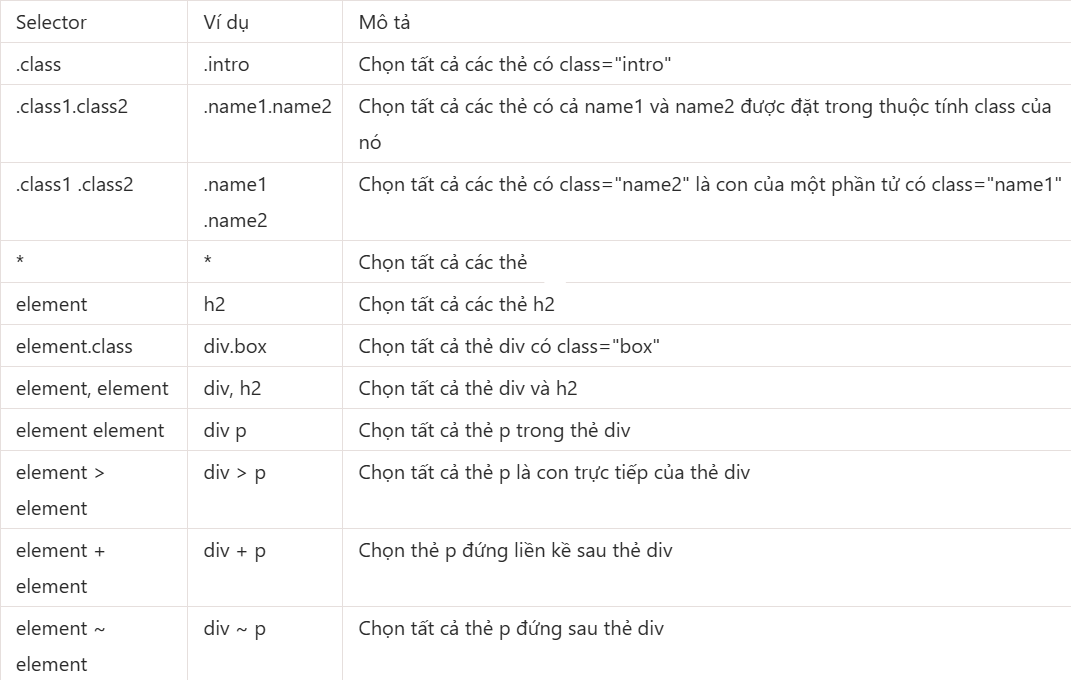 Selector Ví dụ Mô tả
.class .intro Chọn tất cả các thẻ có class="intro"
.class1.class2 .name1.name2 Chọn tất cả các thẻ có cả name1 và name2 được đặt trong thuộc tính class của
nó
.class1 .class2 .name1 Chọn tất cả các thẻ có class="name2" là con của một phần tử có class="name1"
.name2
* * Chọn tất cả các thẻ
element h2 Chọn tất cả các thẻ h2
element.class div.box Chọn tất cả thẻ div có class="box"
element, element div, h2 Chọn tất cả thẻ div và h2
element element div p Chọn tất cả thẻ p trong thẻ div
element > div > p Chọn tất cả thẻ p là con trực tiếp của thẻ div
element
element + div + p Chọn thẻ p đứng liền kề sau thẻ div
element
element ~ div ~ p Chọn tất cả thẻ p đứng sau thẻ div
element